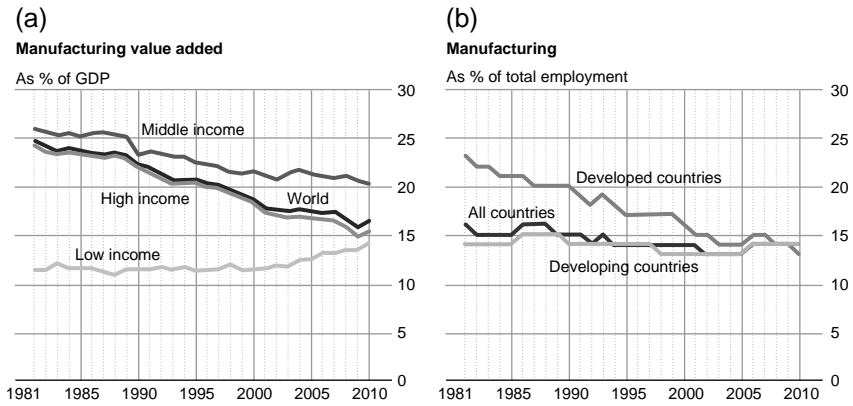 (a)
Manufacturing value added
As % of GDP
30
25
20
15
10
5
0
Middle income
High income
World
Low income
1981 1985 1990 1995 2000 2005 2010
(b)
Manufacturing
As % of total employment
30
25
20
15
10
5
0
Developed countries
All countries
Developing countries
1981 1985 1990 1995 2000 2005 2010